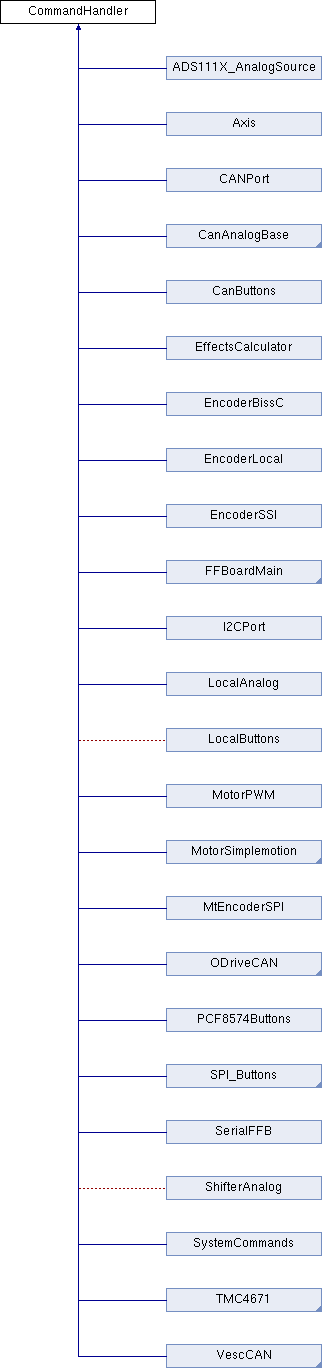 CommandHandler
ADS111X_AnalogSource
Axis
CANPort
CanAnalogBase
CanButtons
EffectsCalculator
EncoderBissC
EncoderLocal
EncoderSSI
FFBoardMain
I2CPort
LocalAnalog
LocalButtons
MotorPWM
MotorSimplemotion
MtEncoderSPI
ODriveCAN
PCF8574Buttons
SPI_Buttons
SerialFFB
ShifterAnalog
SystemCommands
TMC4671
VescCAN